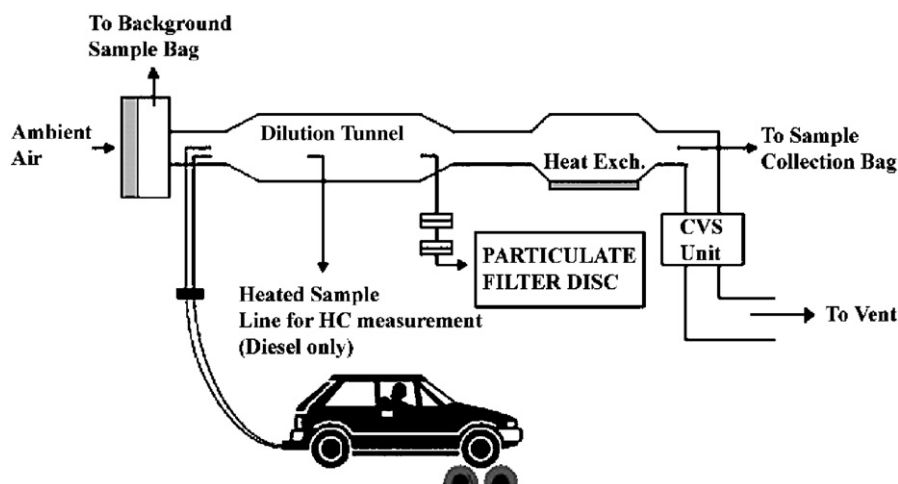 To Background
Sample Bag
Ambient
Air
Dilution Tunnel
Heat Exch.
To Sample
Collection Bag
CVS
Unit
PARTICULATE
FILTER DISC
Heated Sample
Line for HC measurement
(Diesel only)
To Vent